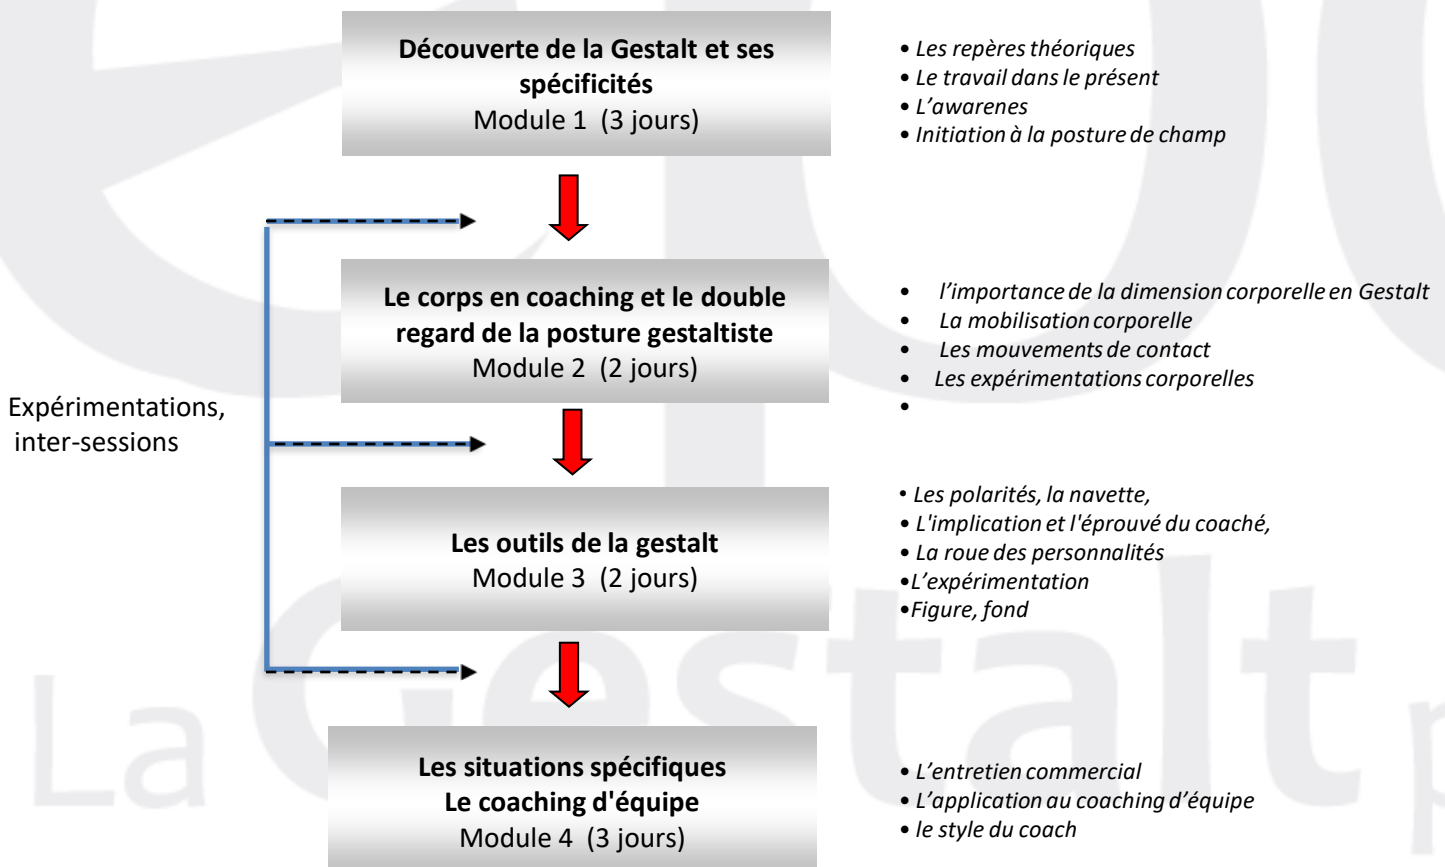 Découverte de la Gestalt et ses
spécificités
Module 1 (3 jours)
• Les repères théoriques
• Le travail dans le présent
• L’awarenes
• Initiation à la posture de champ
Le corps en coaching et le double
regard de la posture gestaltiste
Module 2 (2 jours)
• l’importance de la dimension corporelle en Gestalt
• La mobilisation corporelle
• Les mouvements de contact
• Les expérimentations corporelles
•
Expérimentations,
inter-sessions
Les outils de la gestalt
Module 3 (2 jours)
• Les polarités, la navette,
• L'implication et l'éprouvé du coaché,
• La roue des personnalités
•L’expérimentation
•Figure, fond
Les situations spécifiques
Le coaching d'équipe
Module 4 (3 jours)
• L’entretien commercial
• L’application au coaching d’équipe
• le style du coach
La Gestalt p